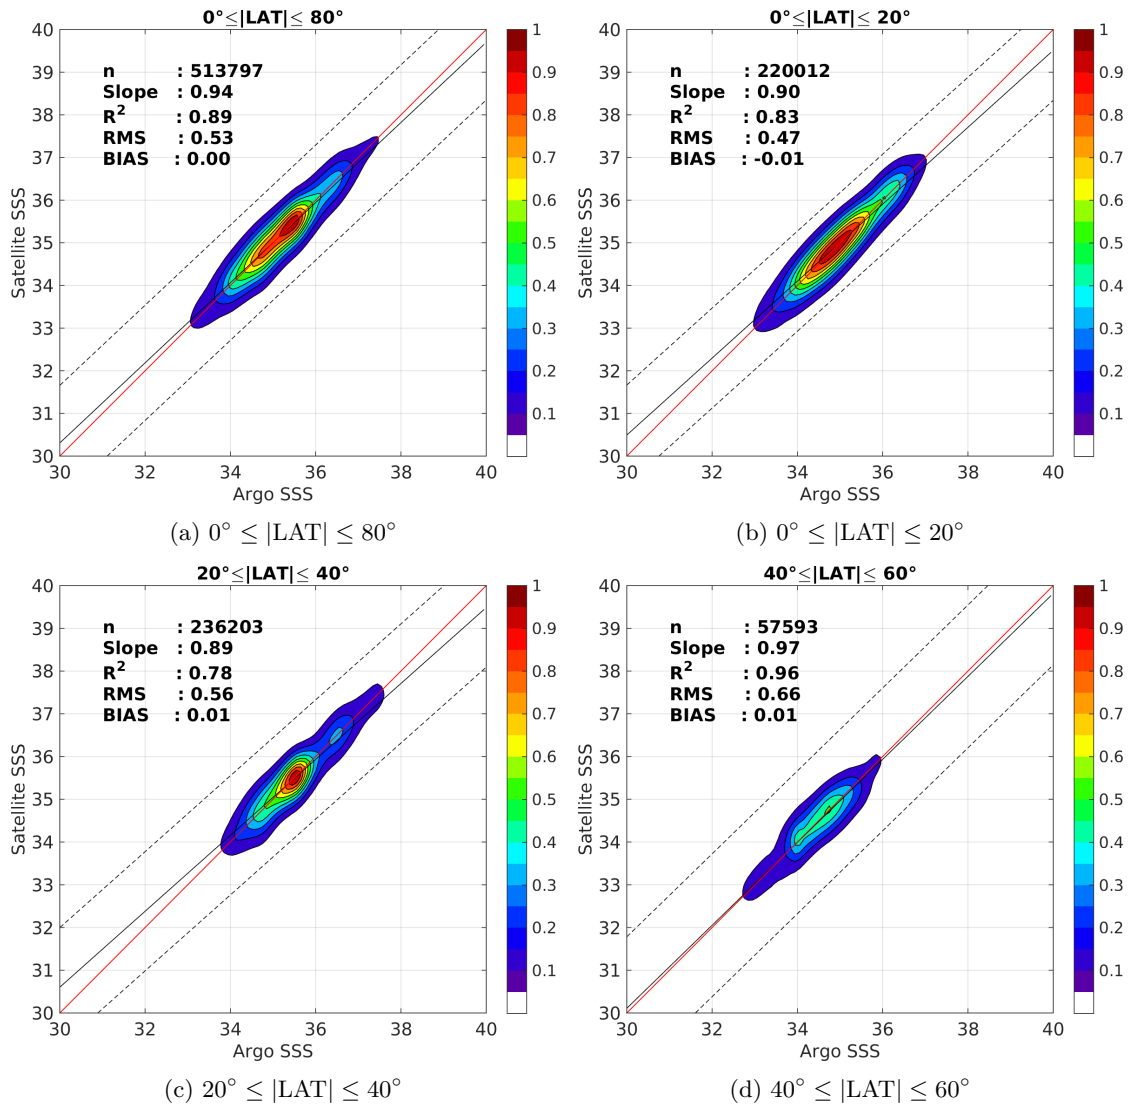 0°≤|LAT|≤ 80°
n : 513797
Slope : 0.94
R² : 0.89
RMS : 0.53
BIAS : 0.00
40
39
38
37
36
35
34
33
32
31
30
30 32 34 36 38 40
Satellite SSS
Argo SSS
1
0.9
0.8
0.7
0.6
0.5
0.4
0.3
0.2
0.1
(a) 0° ≤ |LAT| ≤ 80°
0°≤|LAT|≤ 20°
n : 220012
Slope : 0.90
R² : 0.83
RMS : 0.47
BIAS : -0.01
40
39
38
37
36
35
34
33
32
31
30
30 32 34 36 38 40
Satellite SSS
Argo SSS
1
0.9
0.8
0.7
0.6
0.5
0.4
0.3
0.2
0.1
(b) 0° ≤ |LAT| ≤ 20°
20°≤|LAT|≤ 40°
n : 236203
Slope : 0.89
R² : 0.78
RMS : 0.56
BIAS : 0.01
40
39
38
37
36
35
34
33
32
31
30
30 32 34 36 38 40
Satellite SSS
Argo SSS
1
0.9
0.8
0.7
0.6
0.5
0.4
0.3
0.2
0.1
(c) 20° ≤ |LAT| ≤ 40°
40°≤|LAT|≤ 60°
n : 57593
Slope : 0.97
R² : 0.96
RMS : 0.66
BIAS : 0.01
40
39
38
37
36
35
34
33
32
31
30
30 32 34 36 38 40
Satellite SSS
Argo SSS
1
0.9
0.8
0.7
0.6
0.5
0.4
0.3
0.2
0.1
(d) 40° ≤ |LAT| ≤ 60°